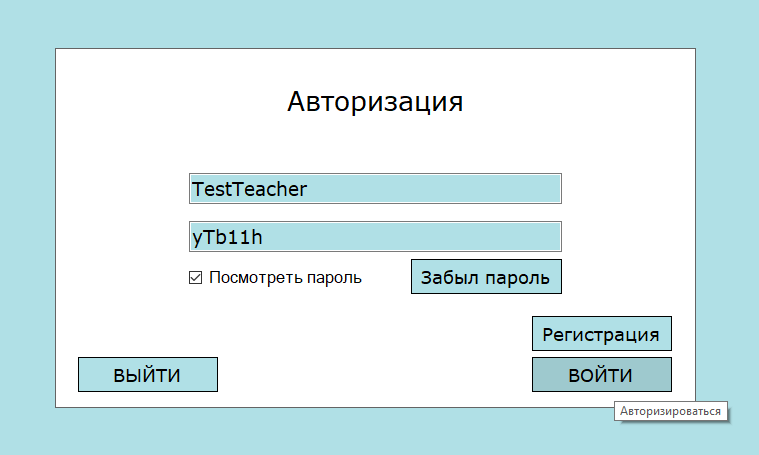 Авторизация
TestTeacher
yTb11h
Посмотреть пароль
Забыл пароль
Регистрация
ВЫЙТИ
ВОЙТИ
Авторизироваться